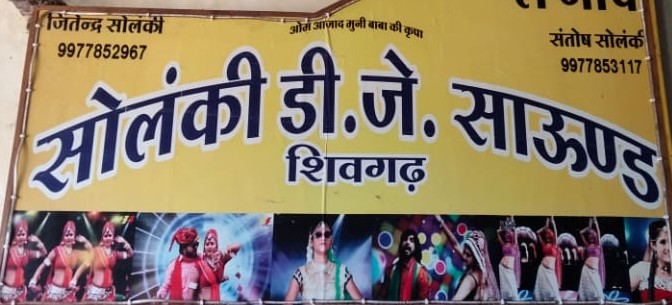 जितेन्द्र सोलंकी
9977852967
ओम आज़ाद मुनी बाबा की कृपा
संतोष सोलंकी
9977853117
सोलंकी डी.जे. साऊण्ड
शिवगढ़